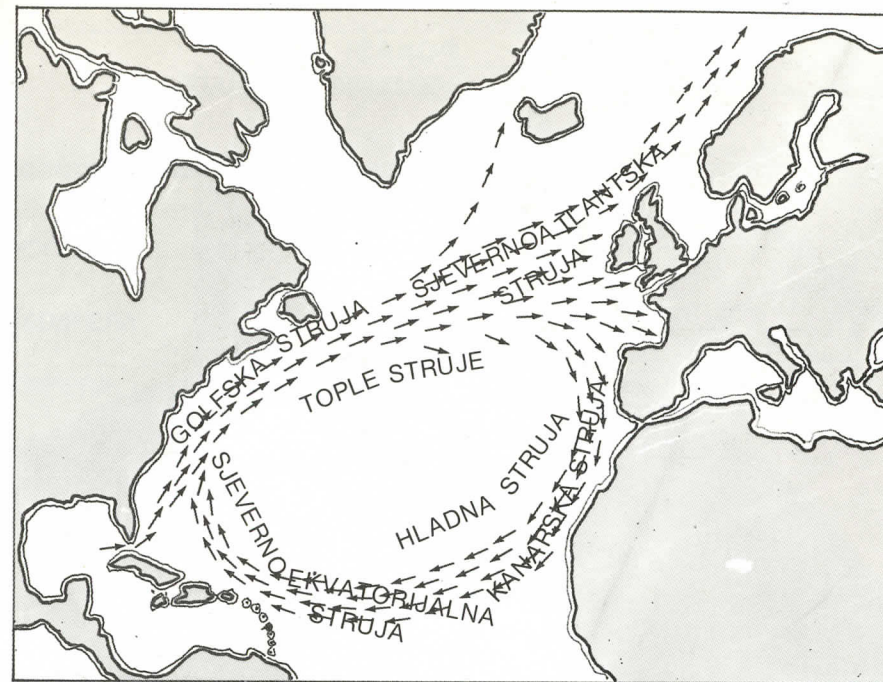 SJEVERNOATLANTSKA
STRUJA
GOLFSKA STRUJA
TOPLE STRUJE
HLADNA STRUJA
KANARSKA STRUJA
SJEVERNOEKVATORIJALNA
STRUJA